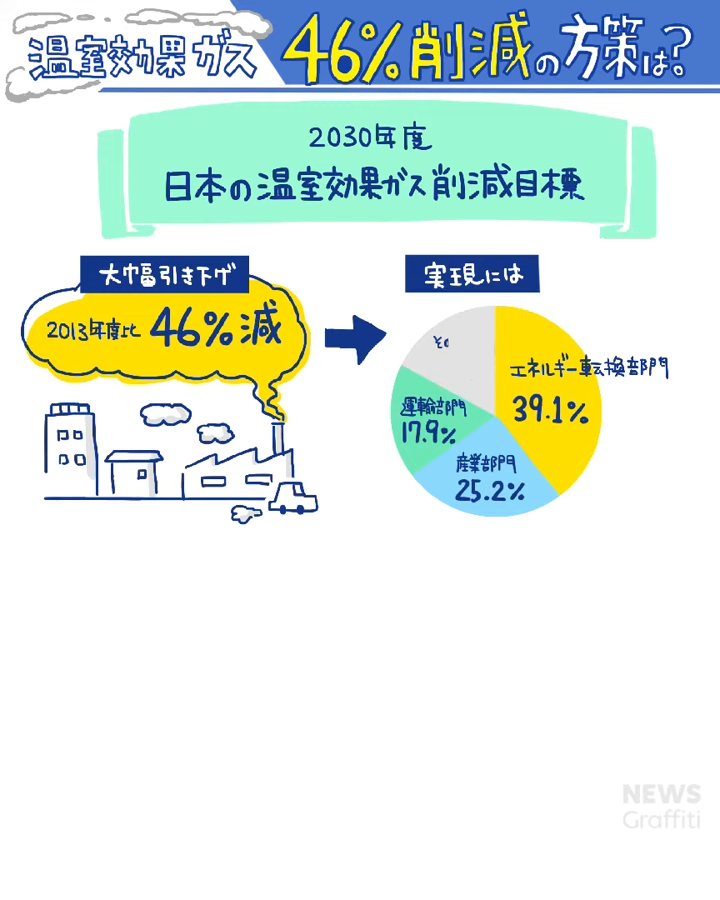 温室効果ガス 46%削減の方策は?
2030年度
日本の温室効果ガス削減目標
大幅引き下げ
2013年度比 46%減
実現には
エネルギー転換部門
39.1%
運輸部門
17.9%
産業部門
25.2%
そ
NEWS
Graffiti